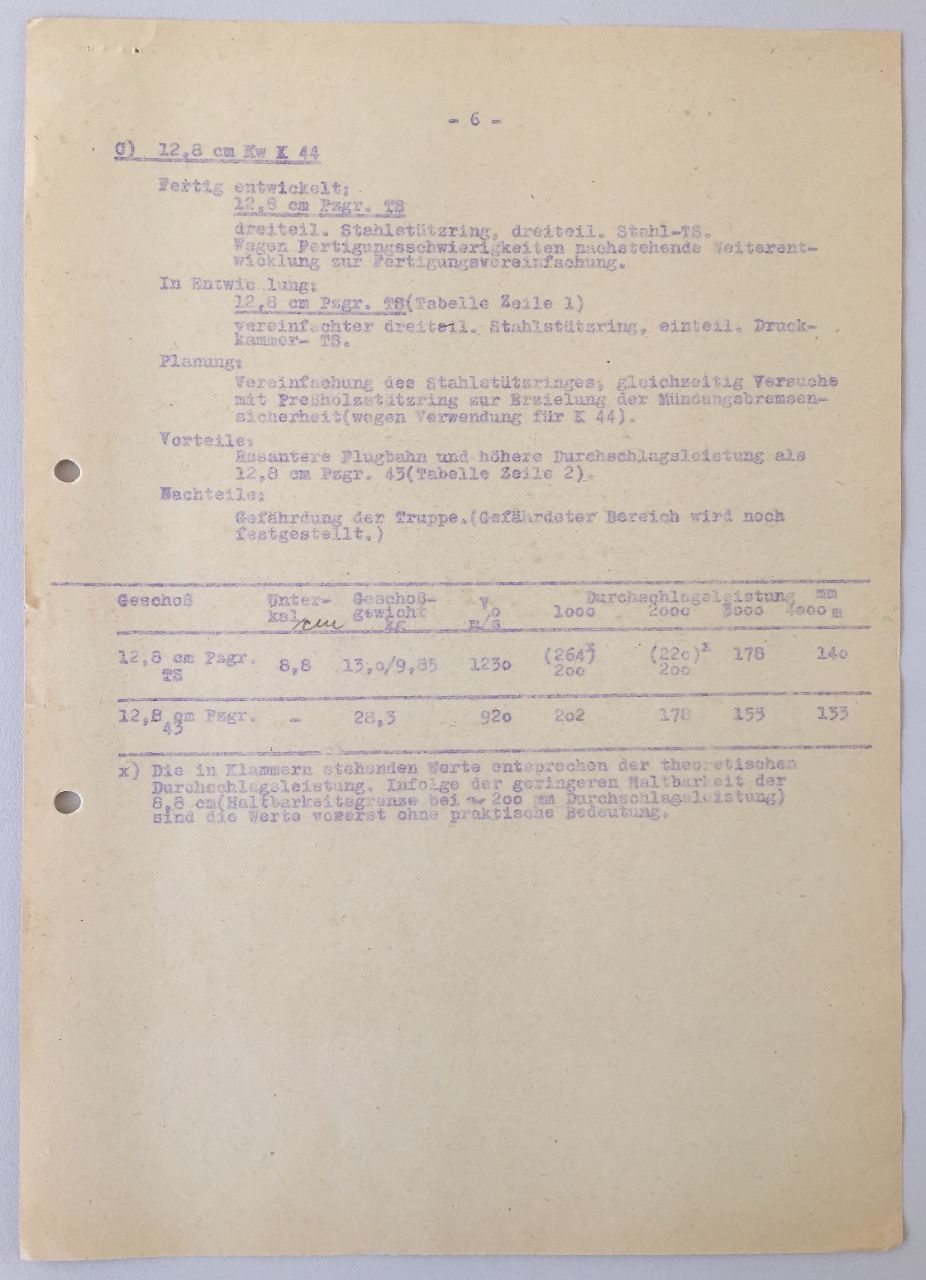 - 6 -
C) 12,8 cm Kw K 44
Fertig entwickelt:
12,8 cm Pzgr. TS
dreiteil. Stahlstützring, dreiteil. Stahl-TS.
Wegen Fertigungsschwierigkeiten nachstehende Weiterent-
wicklung zur Fertigungsvereinfachung.
In Entwic lung:
12,8 cm Pzgr. TS(Tabelle Zeile 1)
vereinfachter dreiteil. Stahlstützring, einteil. Druck-
kammer- TS.
Planung:
Vereinfachung des Stahlstützringes, gleichzeitig Versuche
mit Preßholzstützring zur Erzielung der Mündungsbremsen-
sicherheit(wegen Verwendung für K 44).
Vorteile:
Rasantere Flugbahn und höhere Durchschlagsleistung als
12,8 cm Pzgr. 43(Tabelle Zeile 2).
Nachteile:
Gefährdung der Truppe.(Gefährdeter Bereich wird noch
festgestellt.)
Geschoß Unter- Geschoß- v Durchschlagsleistung mm
kal./cm gewicht o 1000 2000 3000 4000 m
kg m/s
12,8 cm Pzgr. 8,8 13,0/9,85 1230 (264)x (220)x 178 140
TS 200 200
12,8 cm Pzgr. - 28,3 920 202 178 153 133
43
x) Die in Klammern stehenden Werte entsprechen der theoretischen
Durchschlagsleistung. Infolge der geringeren Haltbarkeit der
8,8 cm(Haltbarkeitsgrenze bei ~ 200 mm Durchschlagsleistung)
sind die Werte vorerst ohne praktische Bedeutung.